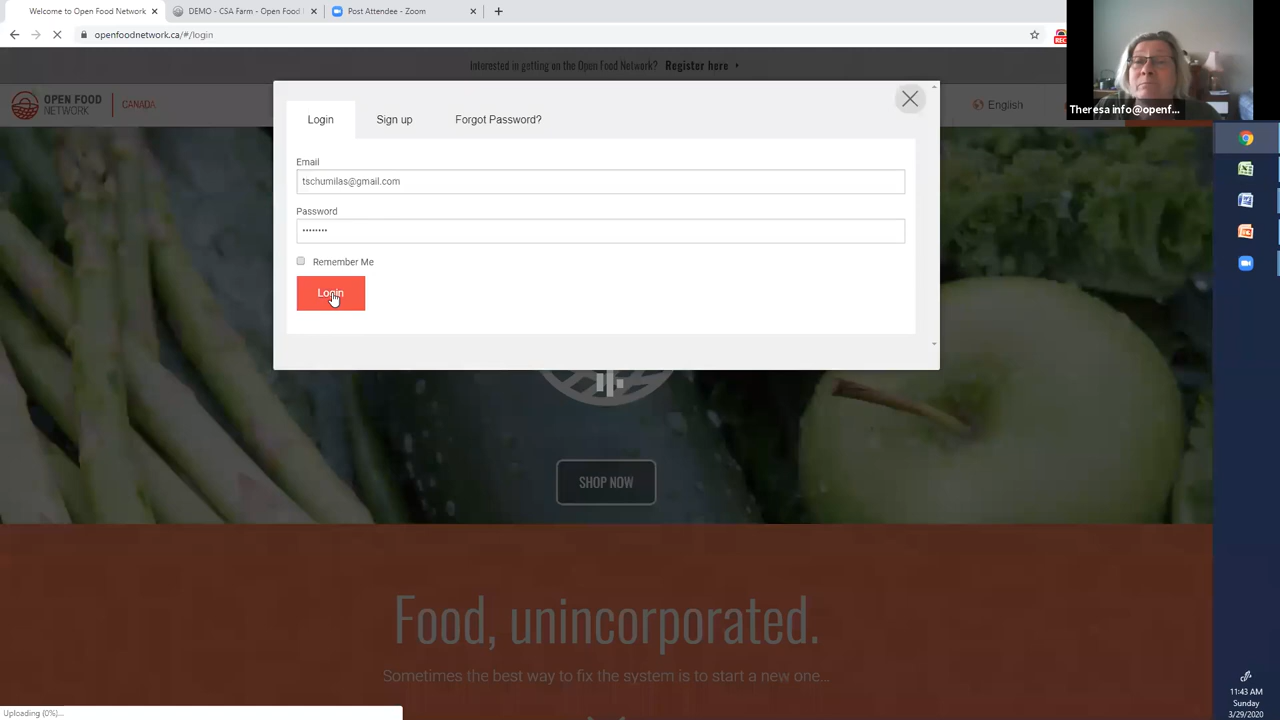 Welcome to Open Food Network
DEMO - CSA Farm - Open Food
Post Attendee - Zoom
openfoodnetwork.ca/#/login
REC
Theresa info@openf...
Interested in getting on the Open Food Network? Register here
OPEN FOOD
NETWORK
CANADA
English
Login
Sign up
Forgot Password?
Email
tschumilas@gmail.com
Password
Remember Me
Login
SHOP NOW
Food, unincorporated.
Sometimes the best way to fix the system is to start a new one...
Uploading (0%)...
11:43 AM
Sunday
3/29/2020